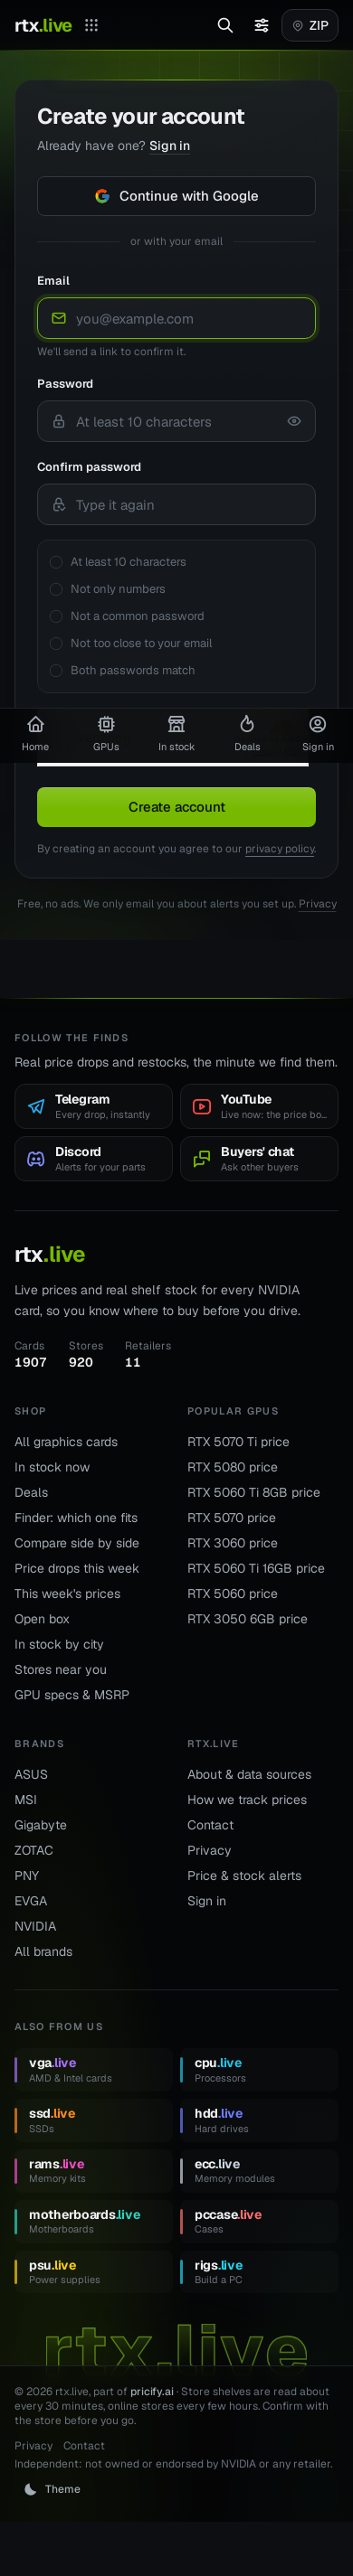 rtx.live
ZIP
Create your account
Already have one? Sign in
Continue with Google
or with your email
Email
you@example.com
We'll send a link to confirm it.
Password
At least 10 characters
Confirm password
Type it again
At least 10 characters
Not only numbers
Not a common password
Not too close to your email
Both passwords match
Home
GPUs
In stock
Deals
Sign in
Create account
By creating an account you agree to our privacy policy.
Free, no ads. We only email you about alerts you set up. Privacy
FOLLOW THE FINDS
Real price drops and restocks, the minute we find them.
Telegram
Every drop, instantly
YouTube
Live now: the price bo…
Discord
Alerts for your parts
Buyers' chat
Ask other buyers
rtx.live
Live prices and real shelf stock for every NVIDIA
card, so you know where to buy before you drive.
Cards
1907
Stores
920
Retailers
11
SHOP
All graphics cards
In stock now
Deals
Finder: which one fits
Compare side by side
Price drops this week
This week's prices
Open box
In stock by city
Stores near you
GPU specs & MSRP
POPULAR GPUS
RTX 5070 Ti price
RTX 5080 price
RTX 5060 Ti 8GB price
RTX 5070 price
RTX 3060 price
RTX 5060 Ti 16GB price
RTX 5060 price
RTX 3050 6GB price
BRANDS
ASUS
MSI
Gigabyte
ZOTAC
PNY
EVGA
NVIDIA
All brands
RTX.LIVE
About & data sources
How we track prices
Contact
Privacy
Price & stock alerts
Sign in
ALSO FROM US
vga.live
AMD & Intel cards
cpu.live
Processors
ssd.live
SSDs
hdd.live
Hard drives
rams.live
Memory kits
ecc.live
Memory modules
motherboards.live
Motherboards
pccase.live
Cases
psu.live
Power supplies
rigs.live
Build a PC
rtx.live
© 2026 rtx.live, part of pricify.ai · Store shelves are read about
every 30 minutes, online stores every few hours. Confirm with
the store before you go.
Privacy
Contact
Independent: not owned or endorsed by NVIDIA or any retailer.
Theme